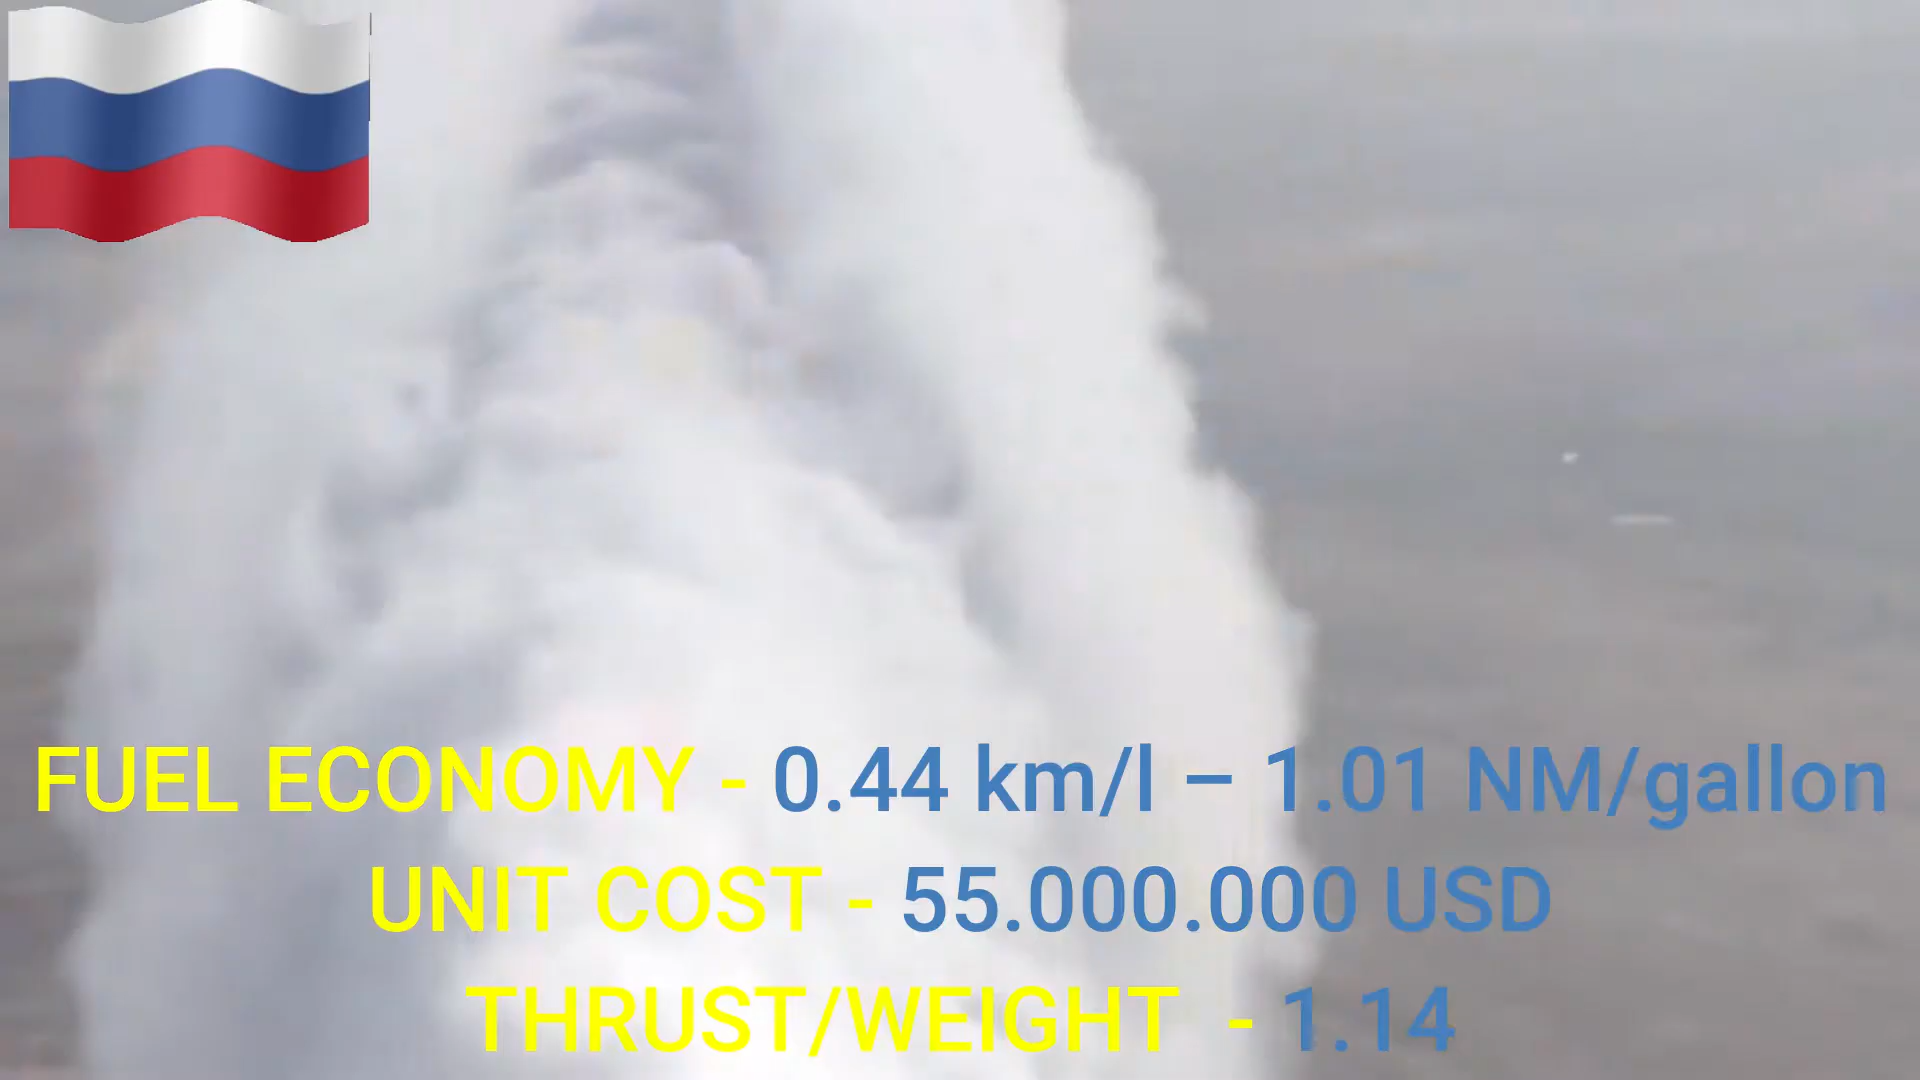 FUEL ECONOMY - 0.44 km/l – 1.01 NM/gallon
UNIT COST - 55.000.000 USD
THRUST/WEIGHT - 1.14